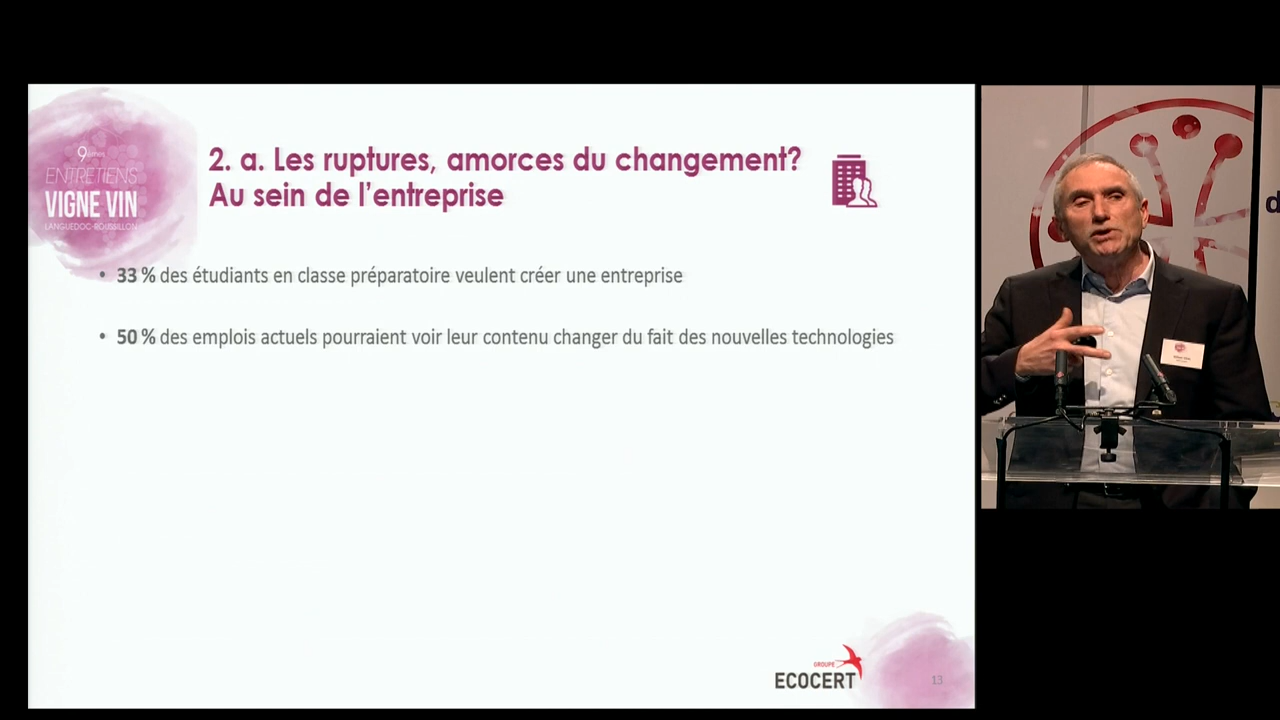 9èmes
ENTRETIENS
VIGNE VIN
LANGUEDOC-ROUSSILLON
2. a. Les ruptures, amorces du changement?
Au sein de l’entreprise
• 33 % des étudiants en classe préparatoire veulent créer une entreprise
• 50 % des emplois actuels pourraient voir leur contenu changer du fait des nouvelles technologies
GROUPE
ECOCERT
13
d